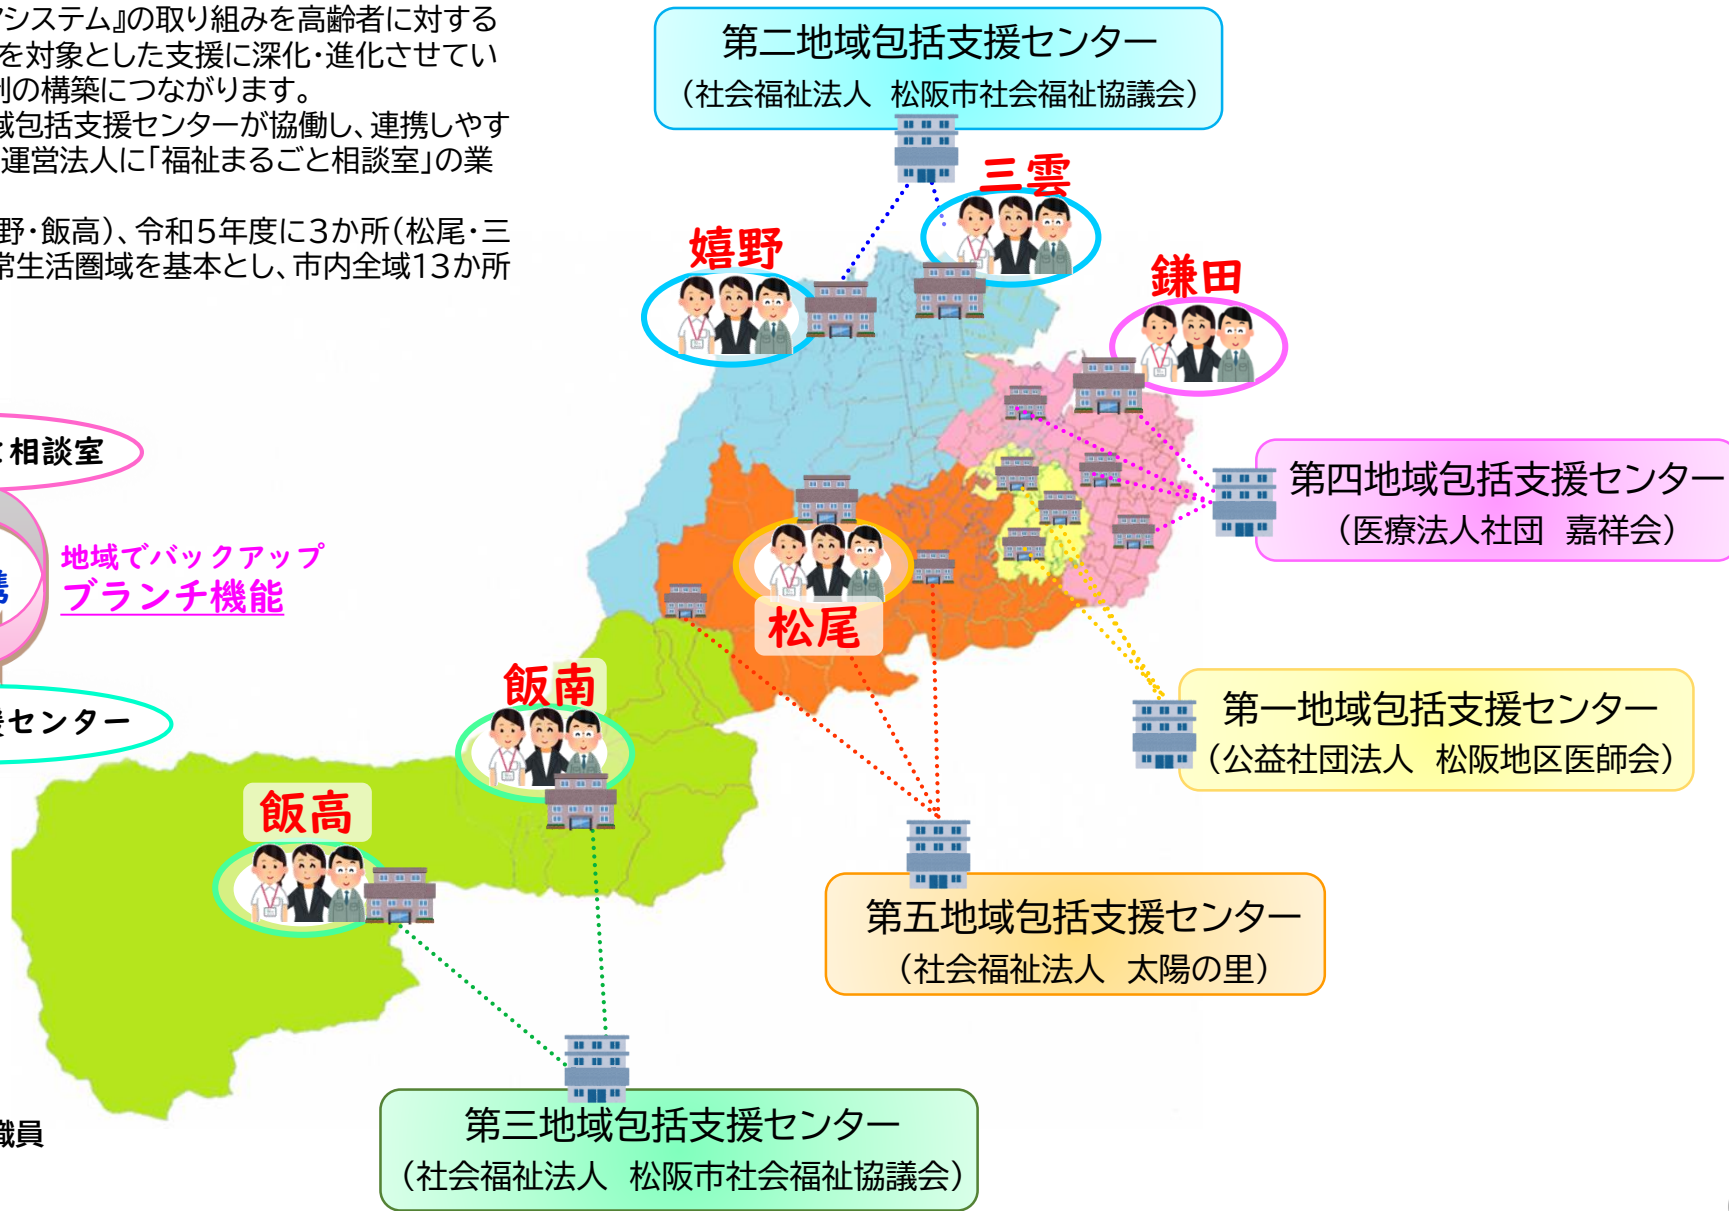 システム』の取り組みを高齢者に対する
を対象とした支援に深化・進化させてい
の構築につながります。
域包括支援センターが協働し、連携しやす
運営法人に「福祉まるごと相談室」の業
野・飯高）、令和5年度に3か所（松尾・三
常生活圏域を基本とし、市内全域13か所
第二地域包括支援センター
（社会福祉法人　松阪市社会福祉協議会）
三雲
嬉野
鎌田
と相談室
地域でバックアップ
ブランチ機能
携
援センター
第四地域包括支援センター
（医療法人社団　嘉祥会）
松尾
飯南
飯高
第一地域包括支援センター
（公益社団法人　松阪地区医師会）
第五地域包括支援センター
（社会福祉法人　太陽の里）
職員
第三地域包括支援センター
（社会福祉法人　松阪市社会福祉協議会）